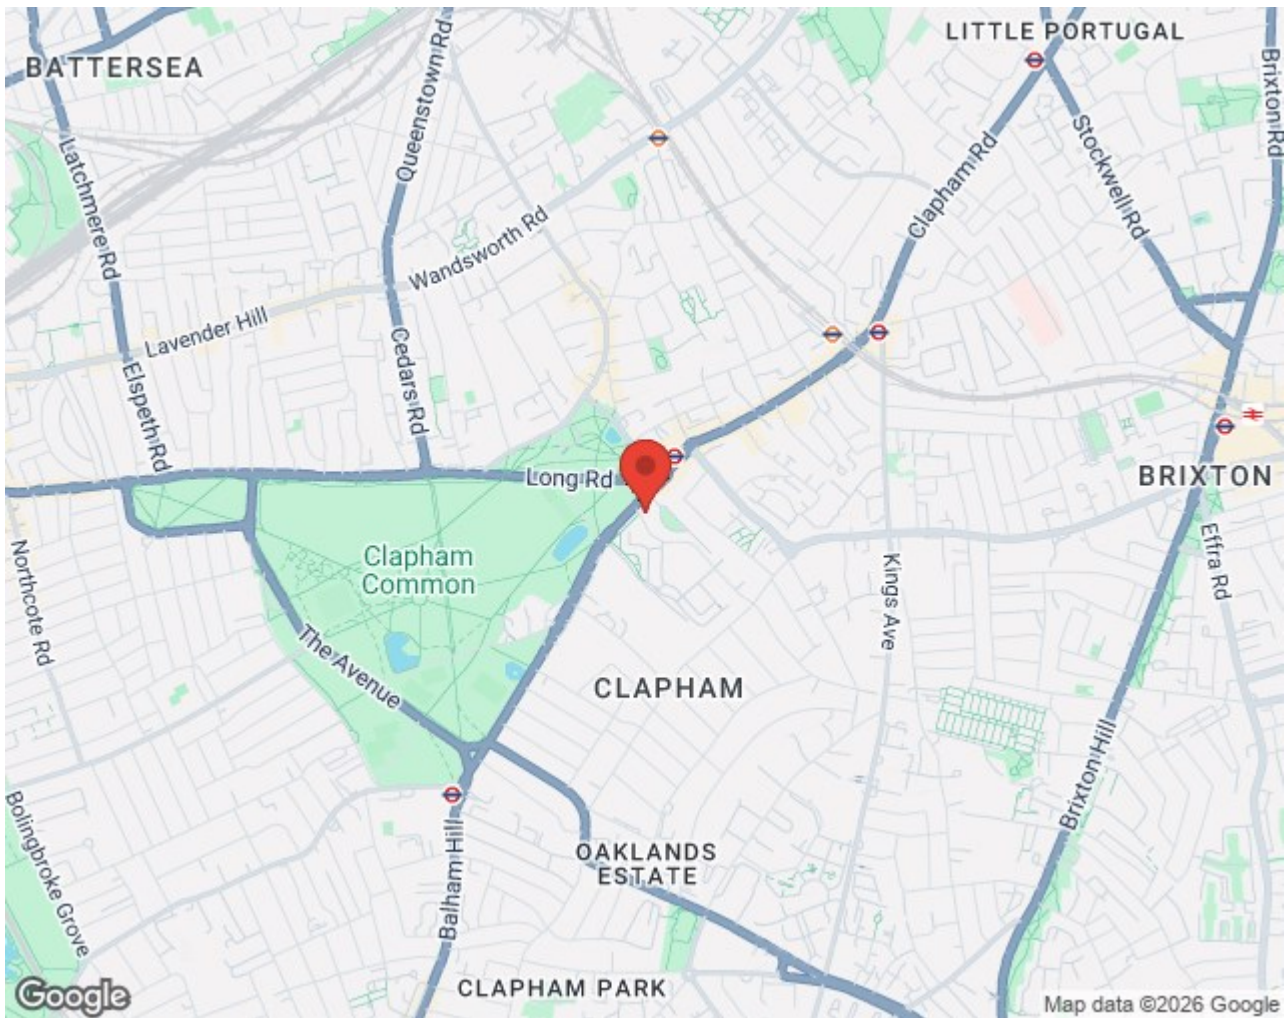 LITTLE PORTUGAL
BATTERSEA
Queenstown Rd
Brixton Rd
Latchmere Rd
Stockwell Rd
Clapham Rd
Wandsworth Rd
Lavender Hill
Cedars Rd
Elspeth Rd
Long Rd
BRIXTON
Clapham
Common
Northcote Rd
Kings Ave
Effra Rd
The Avenue
CLAPHAM
Brixton Hill
Bolingbroke Grove
Balham Hill
OAKLANDS
ESTATE
CLAPHAM PARK
Google
Map data ©2026 Google